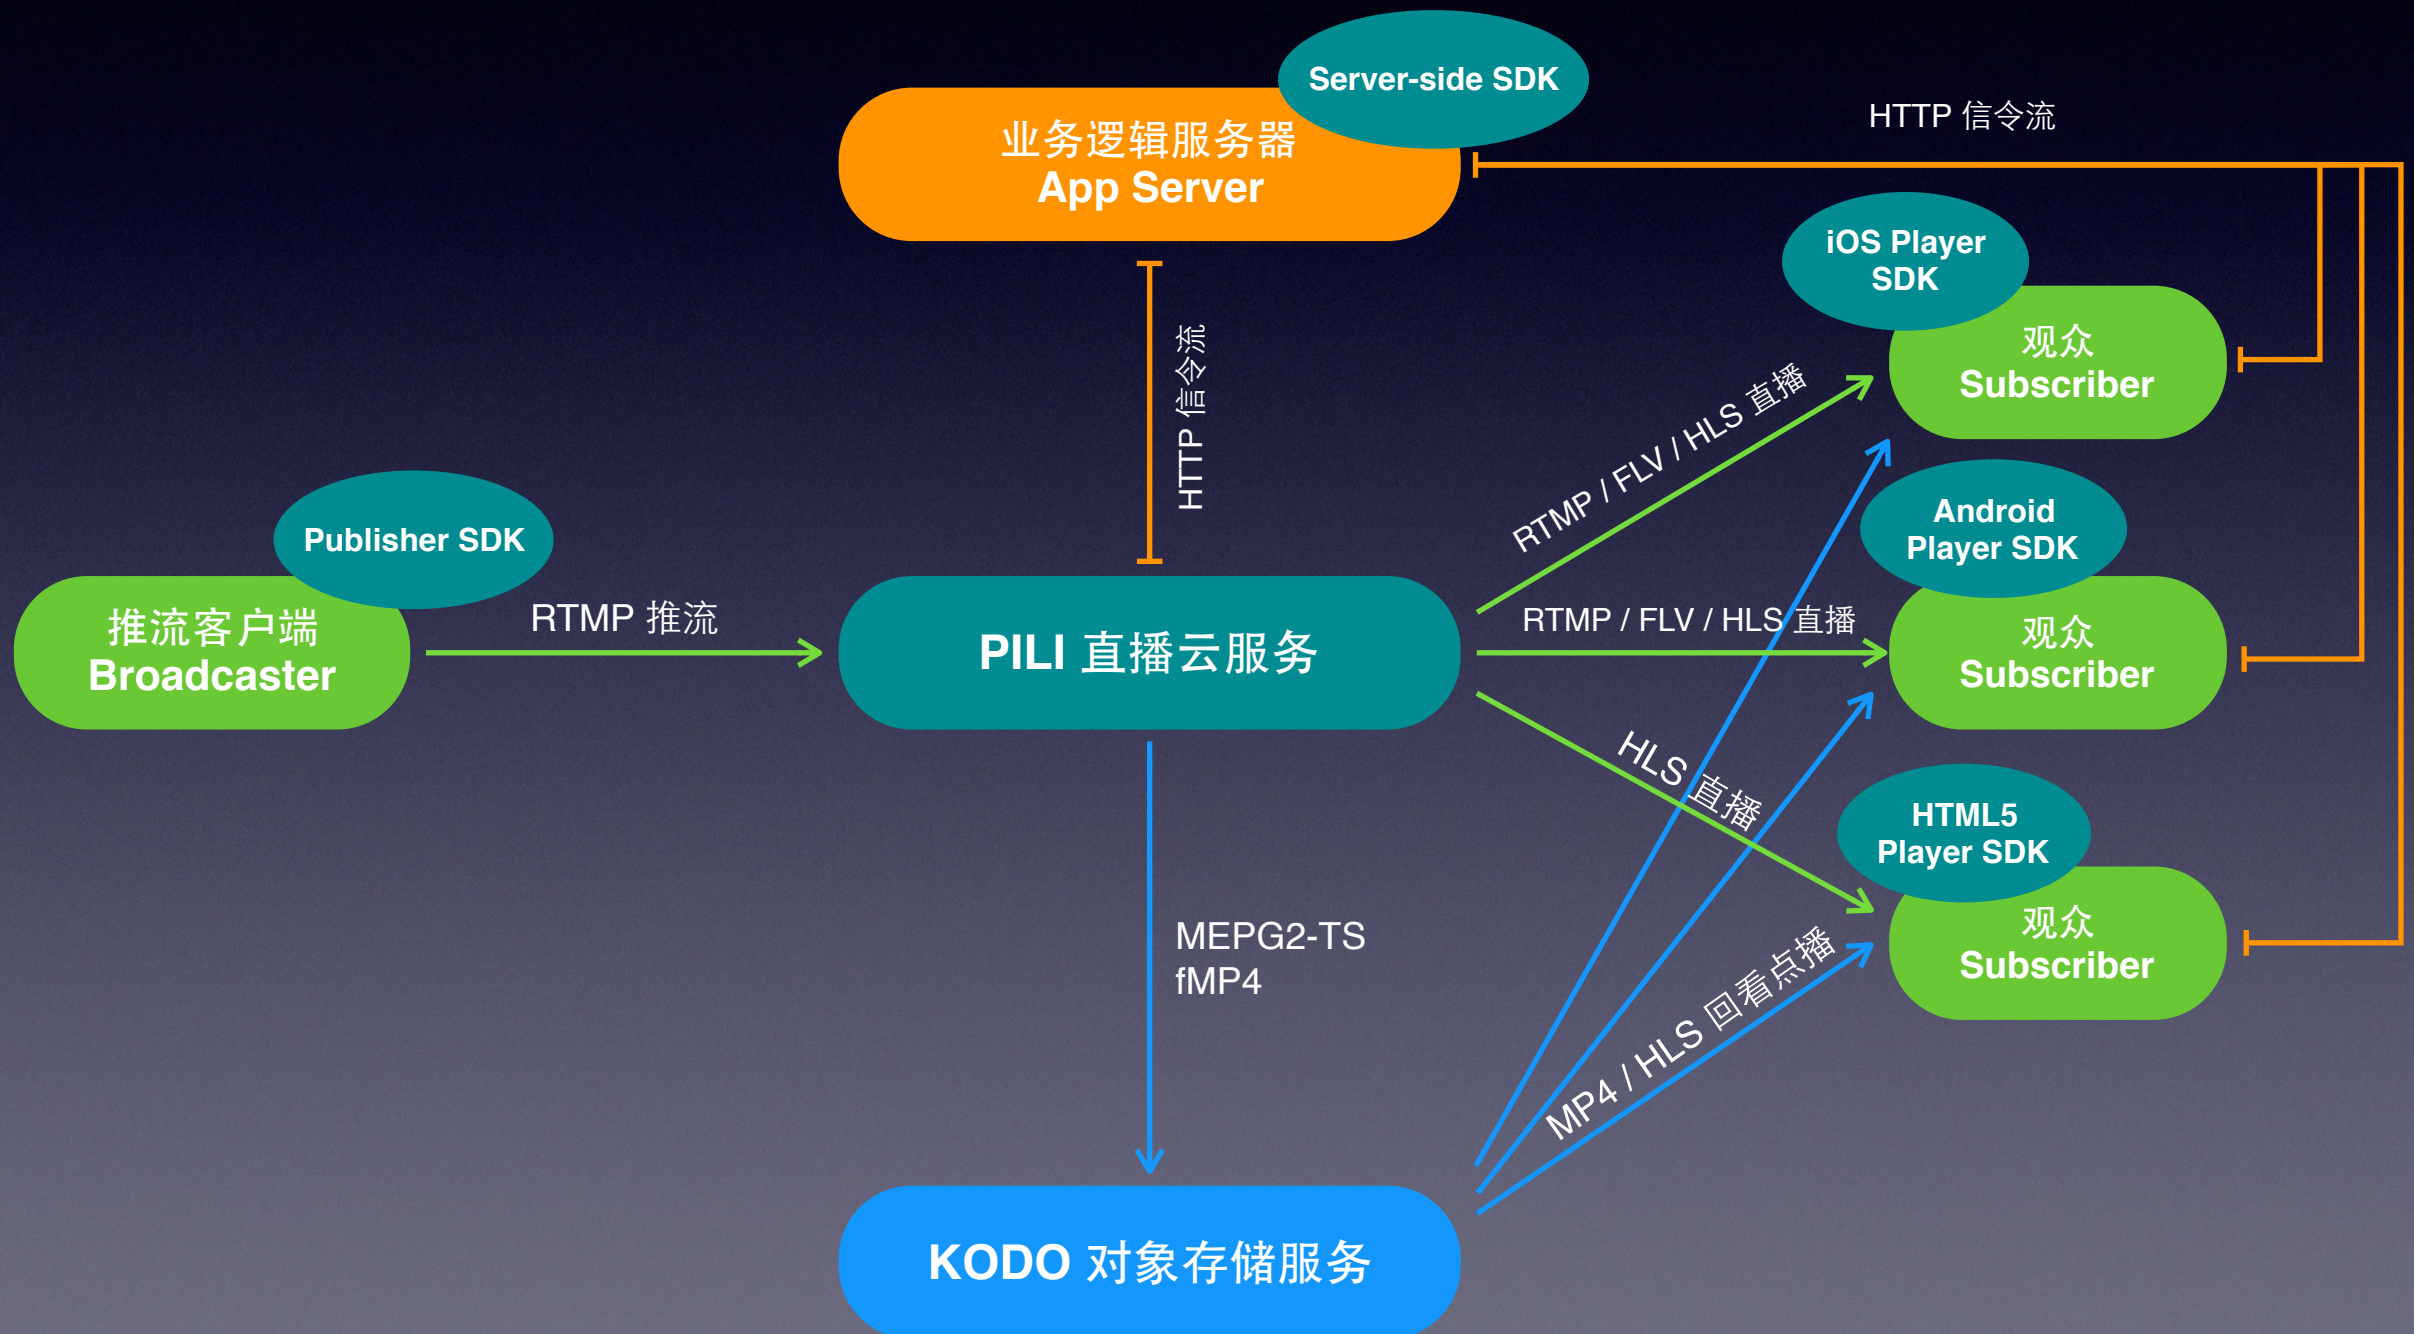 Server-side SDK
业务逻辑服务器
App Server
HTTP 信令流
iOS Player
SDK
观众
Subscriber
HTTP 信令流
RTMP / FLV / HLS 直播
Publisher SDK
推流客户端
Broadcaster
RTMP 推流
PILI 直播云服务
RTMP / FLV / HLS 直播
Android
Player SDK
观众
Subscriber
HLS 直播
HTML5
Player SDK
观众
Subscriber
MEPG2-TS
fMP4
MP4 / HLS 回看点播
KODO 对象存储服务